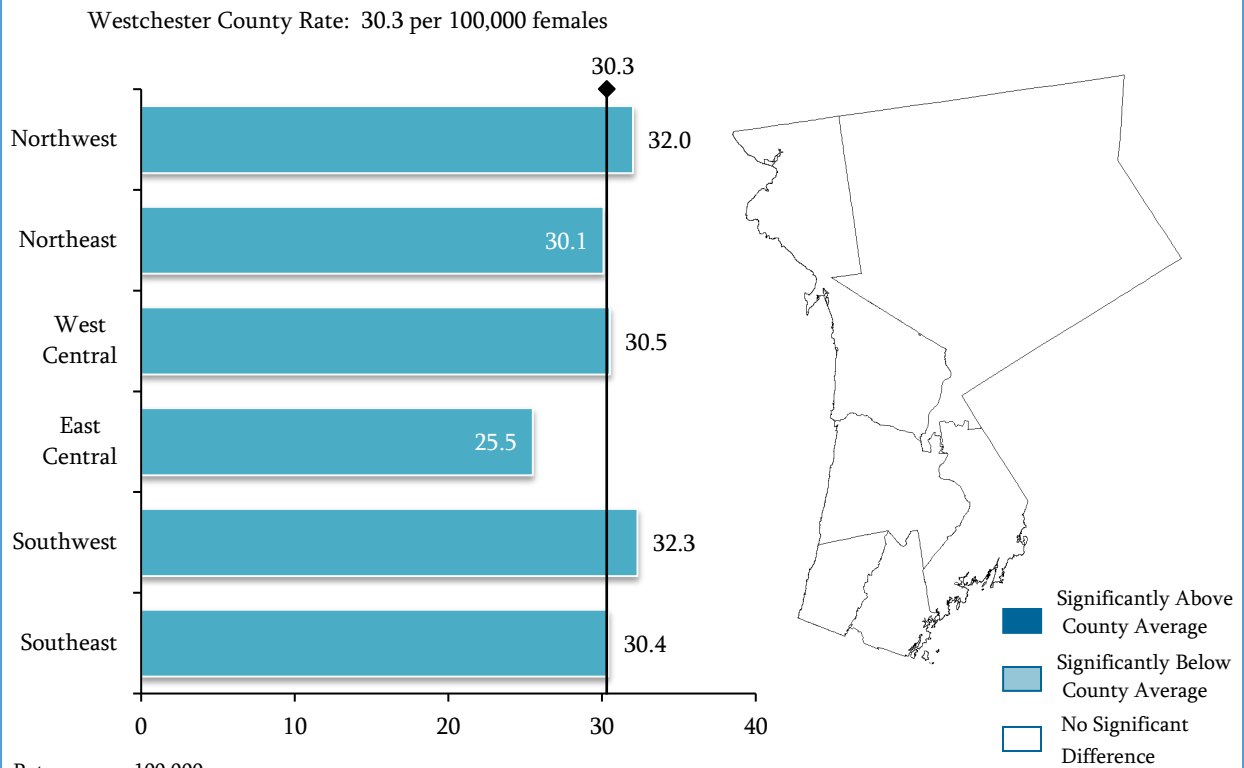 Westchester County Rate: 30.3 per 100,000 females
30.3
Northwest
32.0
Northeast
30.1
West
Central
30.5
East
Central
25.5
Southwest
32.3
Southeast
30.4
0 10 20 30 40
Significantly Above
County Average
Significantly Below
County Average
No Significant
Difference
100,000